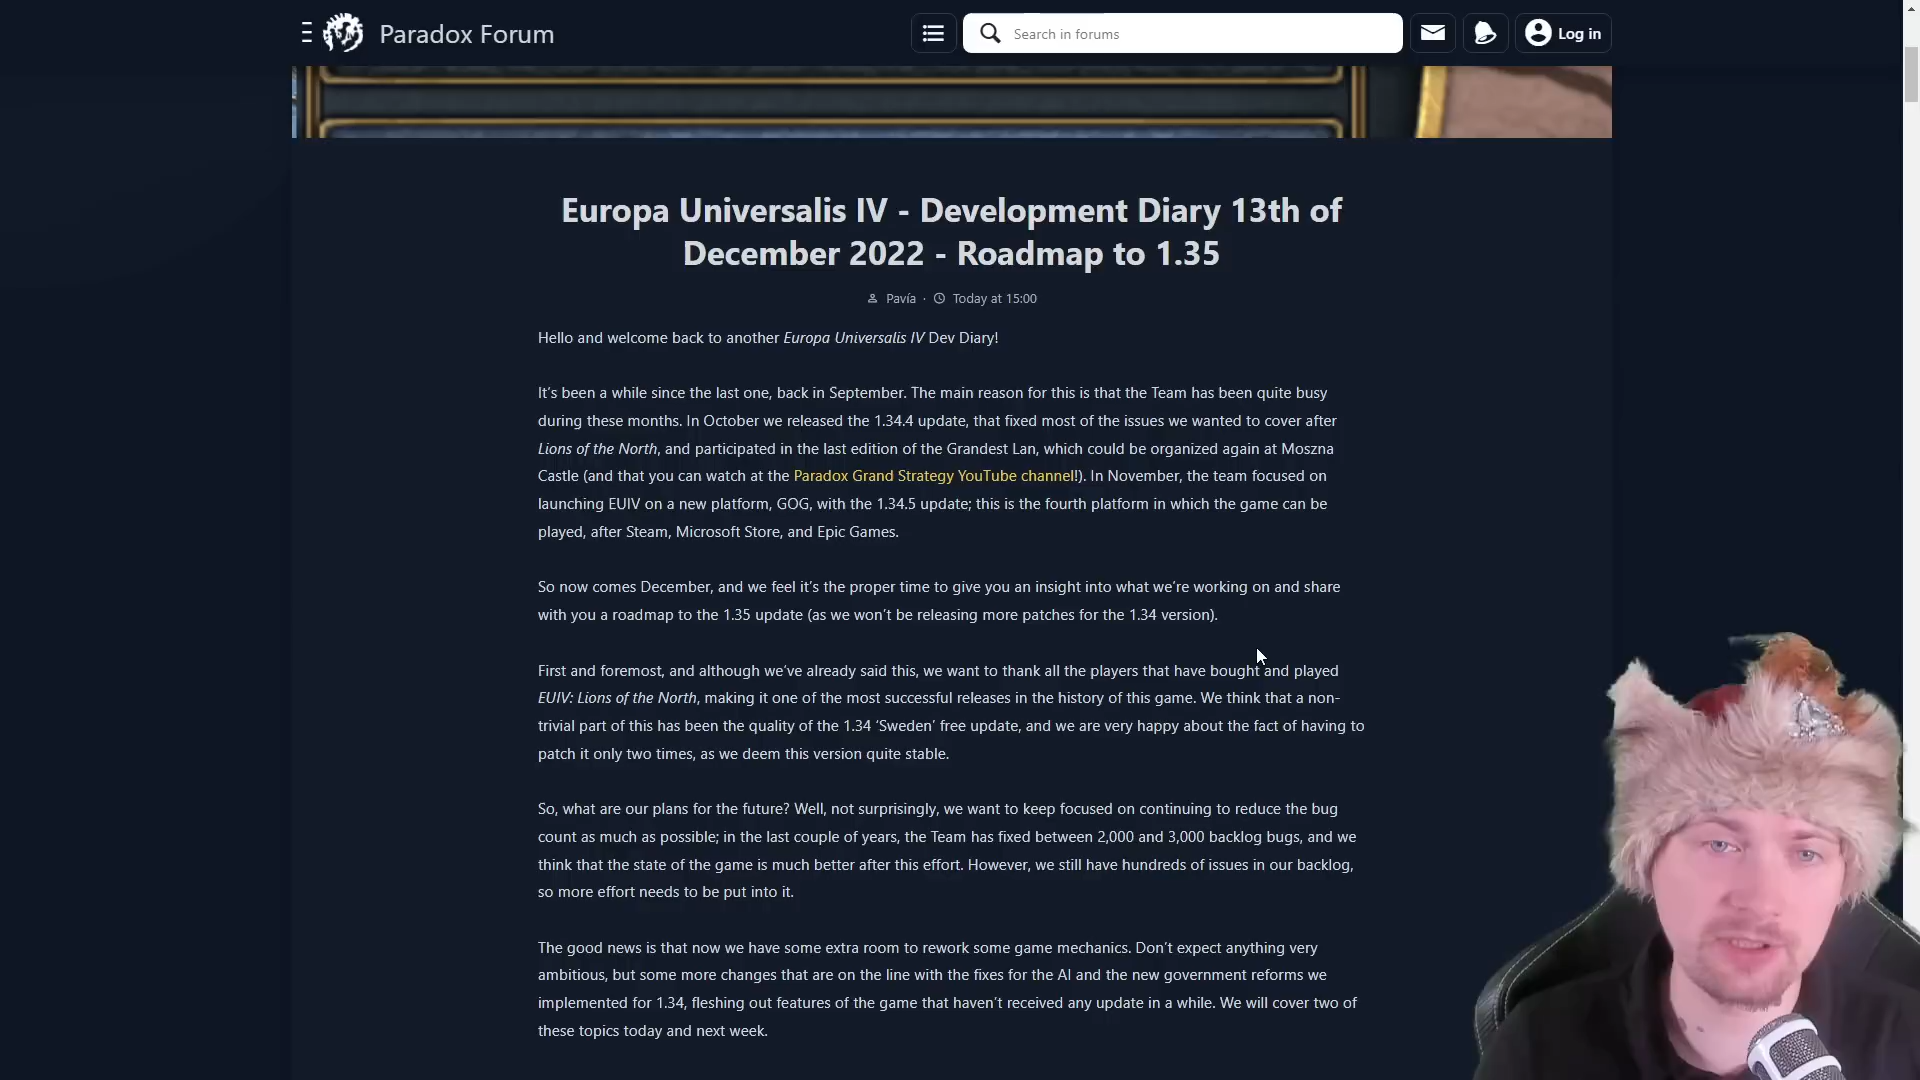 Paradox Forum
Search in forums
Log in
Europa Universalis IV - Development Diary 13th of
December 2022 - Roadmap to 1.35
Pavía · Today at 15:00
Hello and welcome back to another Europa Universalis IV Dev Diary!
It’s been a while since the last one, back in September. The main reason for this is that the Team has been quite busy
during these months. In October we released the 1.34.4 update, that fixed most of the issues we wanted to cover after
Lions of the North, and participated in the last edition of the Grandest Lan, which could be organized again at Moszna
Castle (and that you can watch at the Paradox Grand Strategy YouTube channel!). In November, the team focused on
launching EUIV on a new platform, GOG, with the 1.34.5 update; this is the fourth platform in which the game can be
played, after Steam, Microsoft Store, and Epic Games.
So now comes December, and we feel it’s the proper time to give you an insight into what we’re working on and share
with you a roadmap to the 1.35 update (as we won’t be releasing more patches for the 1.34 version).
First and foremost, and although we’ve already said this, we want to thank all the players that have bought and played
EUIV: Lions of the North, making it one of the most successful releases in the history of this game. We think that a non-
trivial part of this has been the quality of the 1.34 ‘Sweden’ free update, and we are very happy about the fact of having to
patch it only two times, as we deem this version quite stable.
So, what are our plans for the future? Well, not surprisingly, we want to keep focused on continuing to reduce the bug
count as much as possible; in the last couple of years, the Team has fixed between 2,000 and 3,000 backlog bugs, and we
think that the state of the game is much better after this effort. However, we still have hundreds of issues in our backlog,
so more effort needs to be put into it.
The good news is that now we have some extra room to rework some game mechanics. Don’t expect anything very
ambitious, but some more changes that are on the line with the fixes for the AI and the new government reforms we
implemented for 1.34, fleshing out features of the game that haven’t received any update in a while. We will cover two of
these topics today and next week.